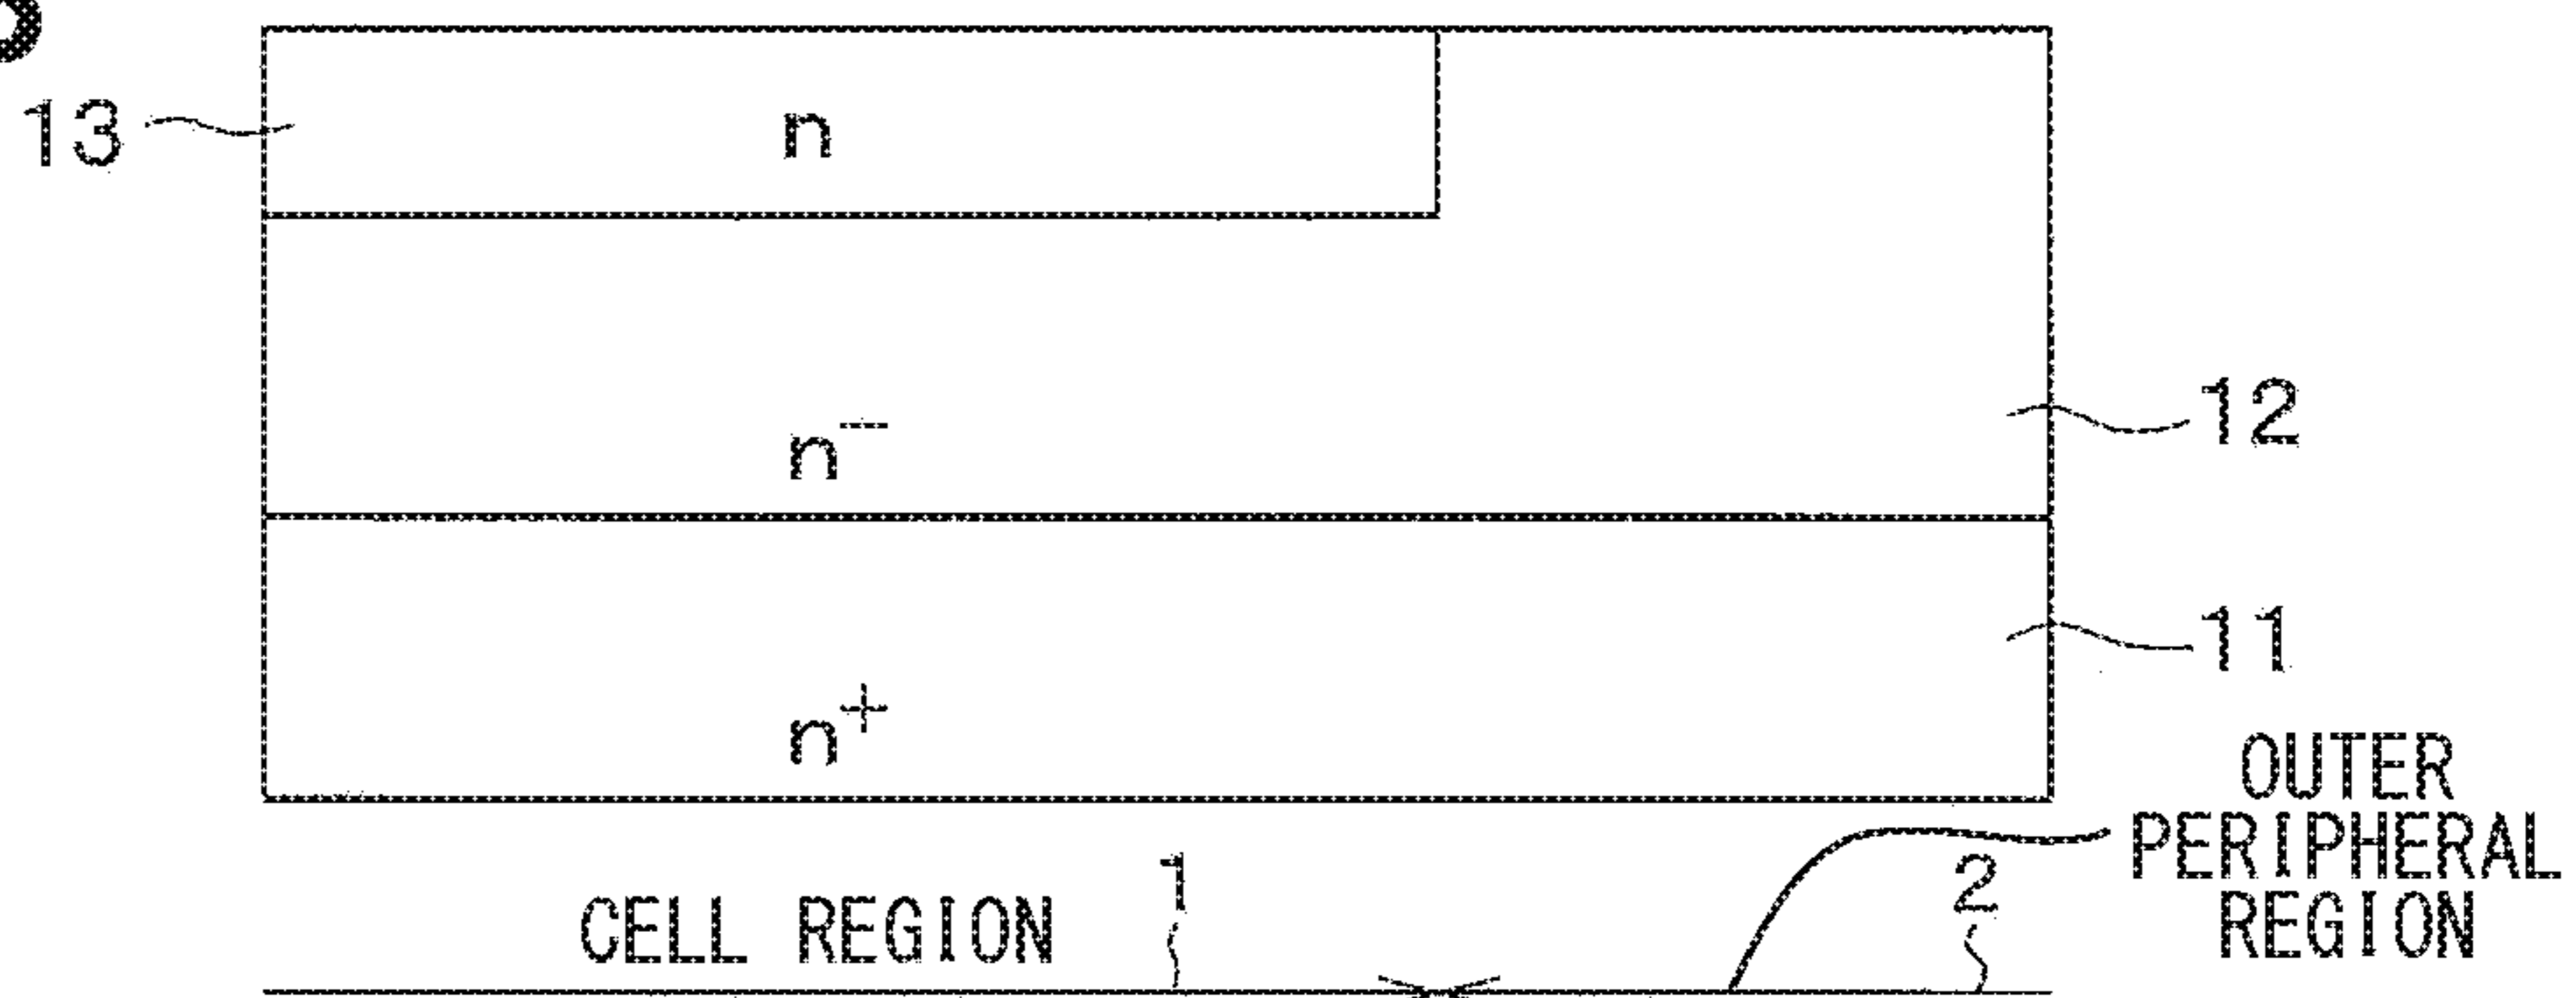 13
n
n⁻
12
n⁺
11
OUTER
PERIPHERAL
REGION
CELL REGION
1
2